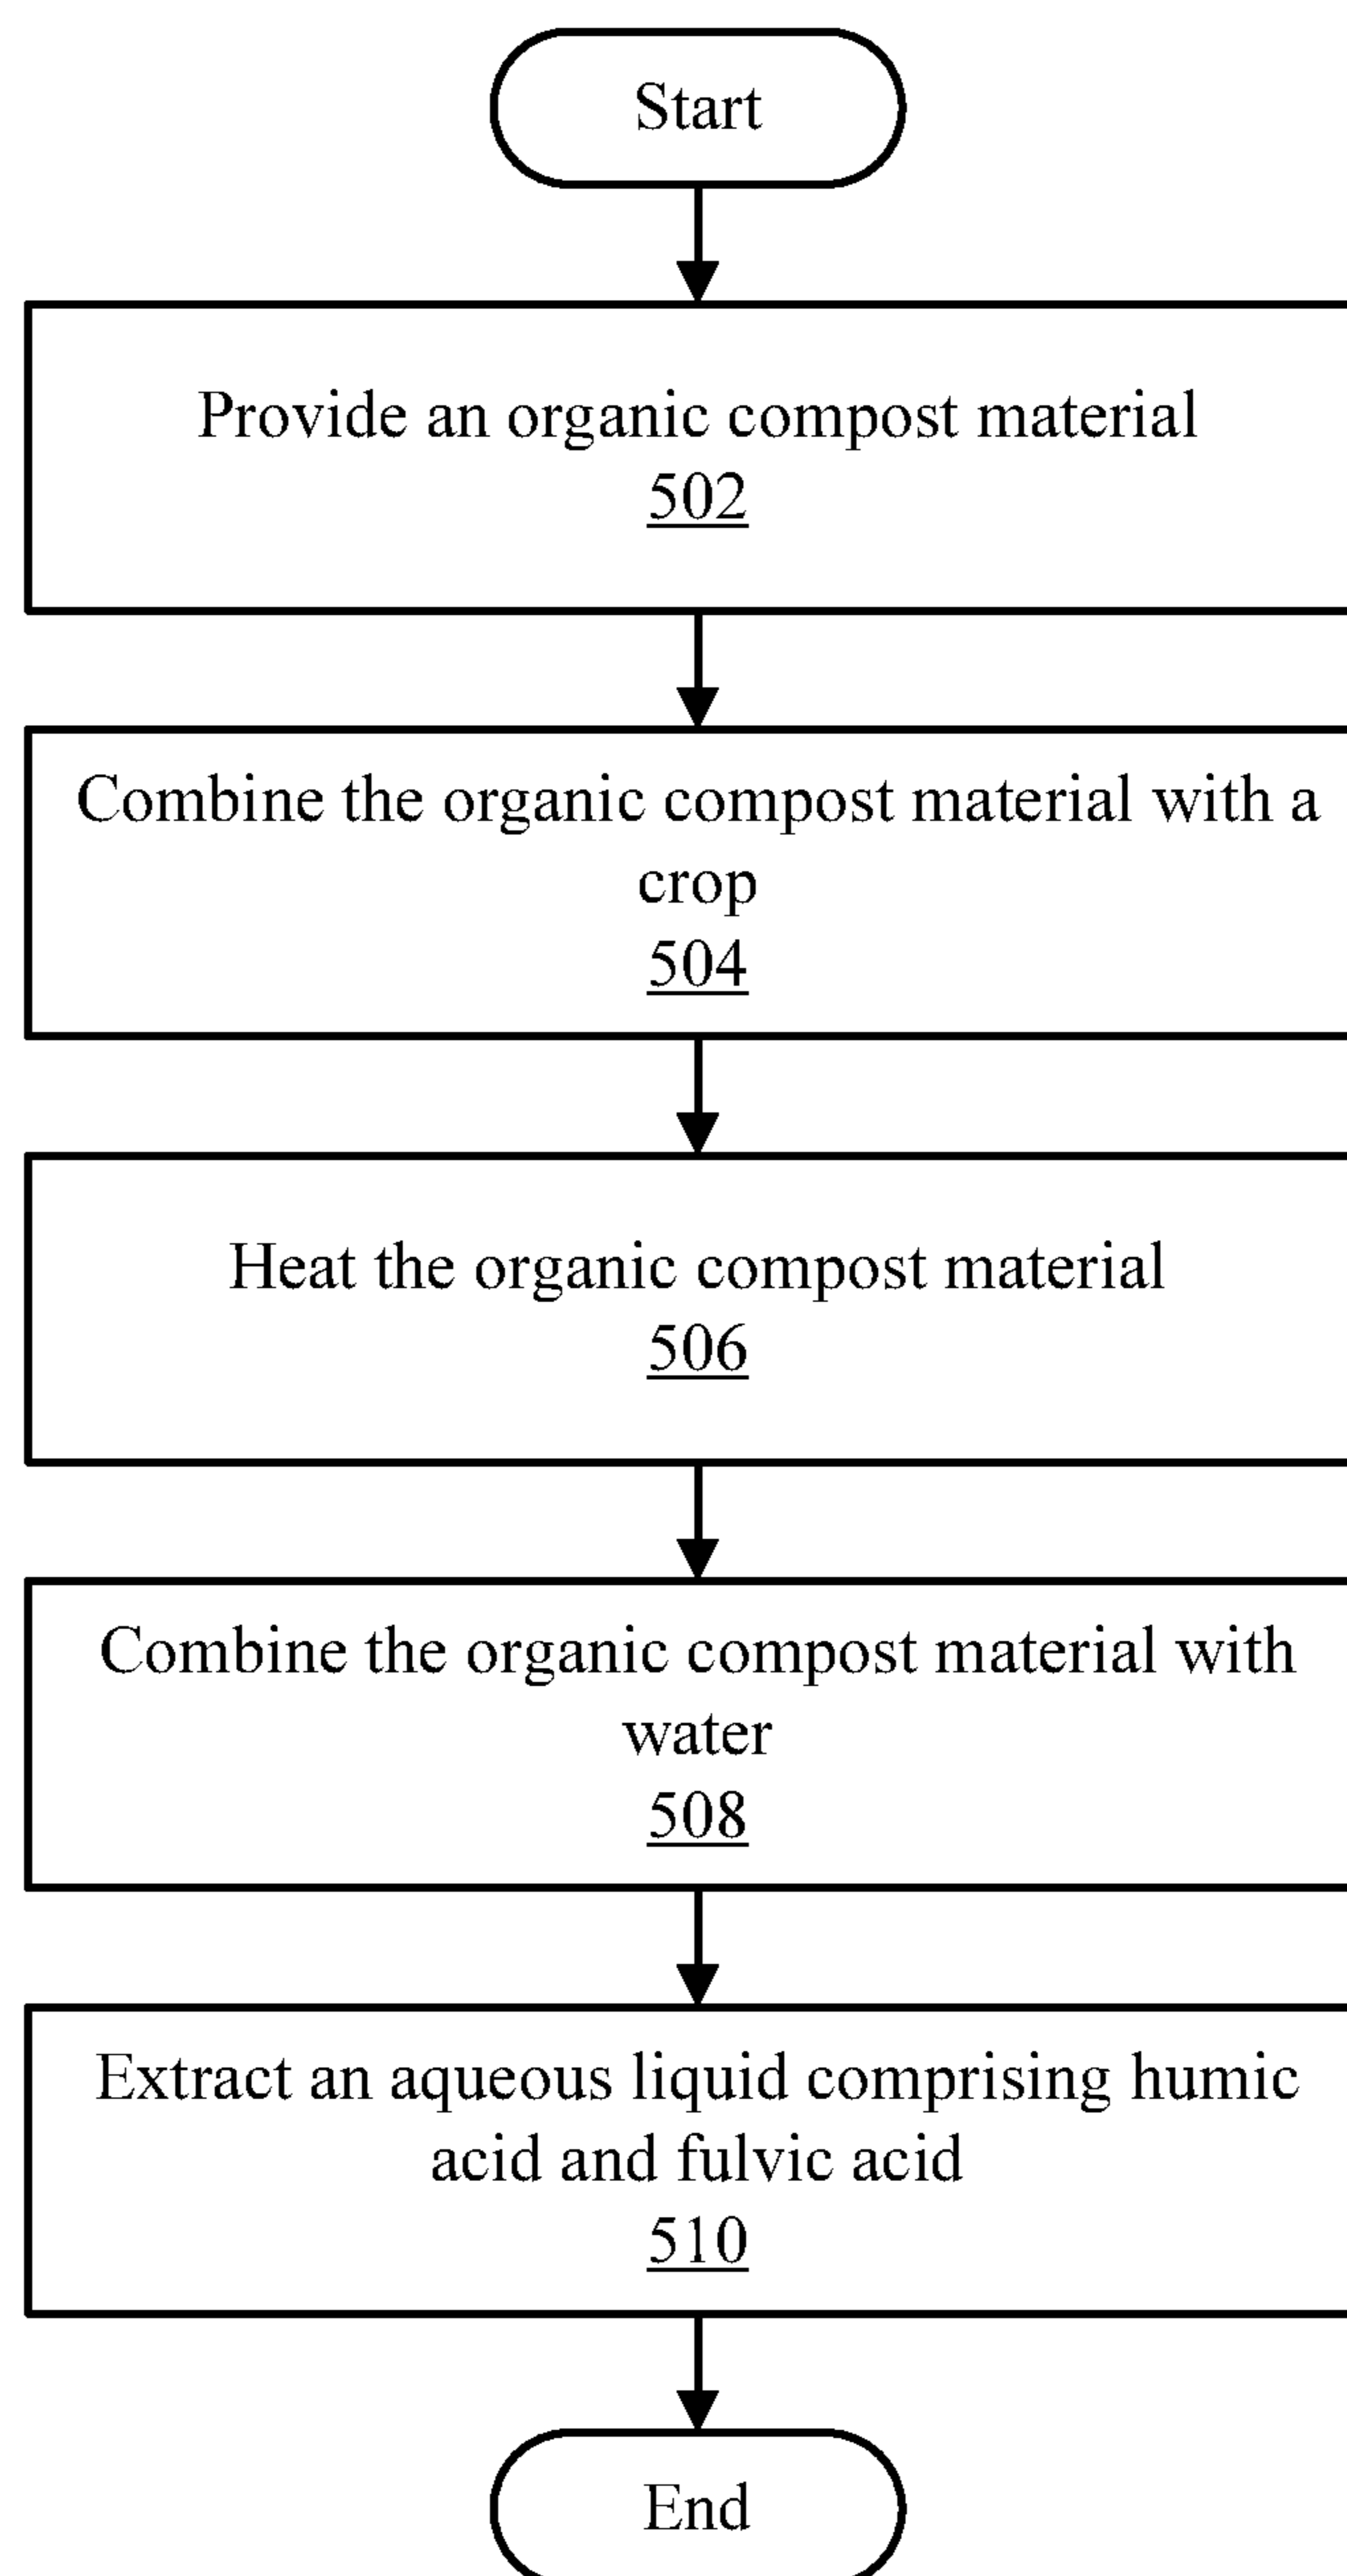 Start
Provide an organic compost material
502
Combine the organic compost material with a
crop
504
Heat the organic compost material
506
Combine the organic compost material with
water
508
Extract an aqueous liquid comprising humic
acid and fulvic acid
510
End